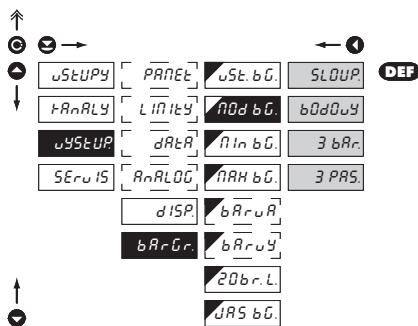 VSTUPY PAMEt VSt. bG. SLOUP. DEF
KANALY LIMITY MOd bG. bOdOVY
VYSTUP. dATA MIn bG. 3 bAr.
SErVIS AnALOG MAX bG. 3 PAS.
dISP. bArVA
bArGr. bArVY
ZObr. L.
JAS bG.